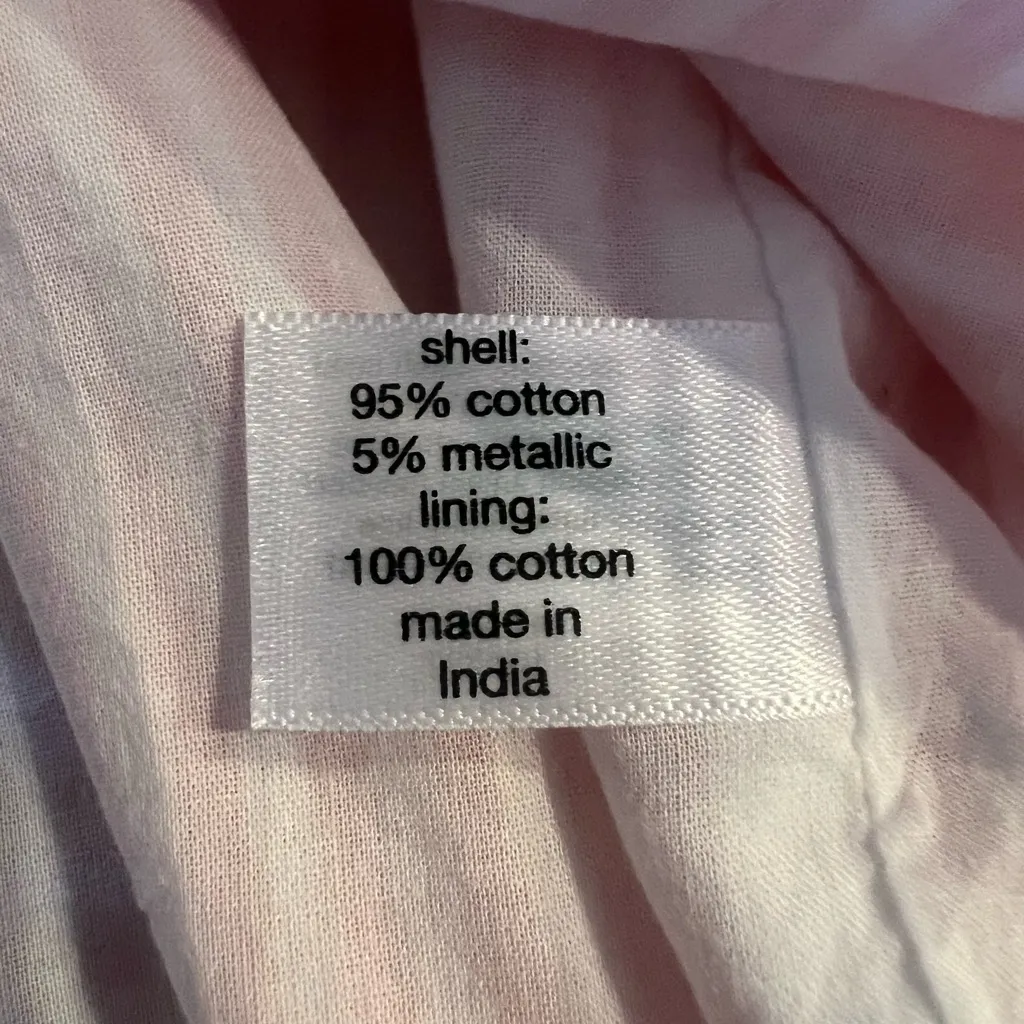 shell:
95% cotton
5% metallic
lining:
100% cotton
made in
India